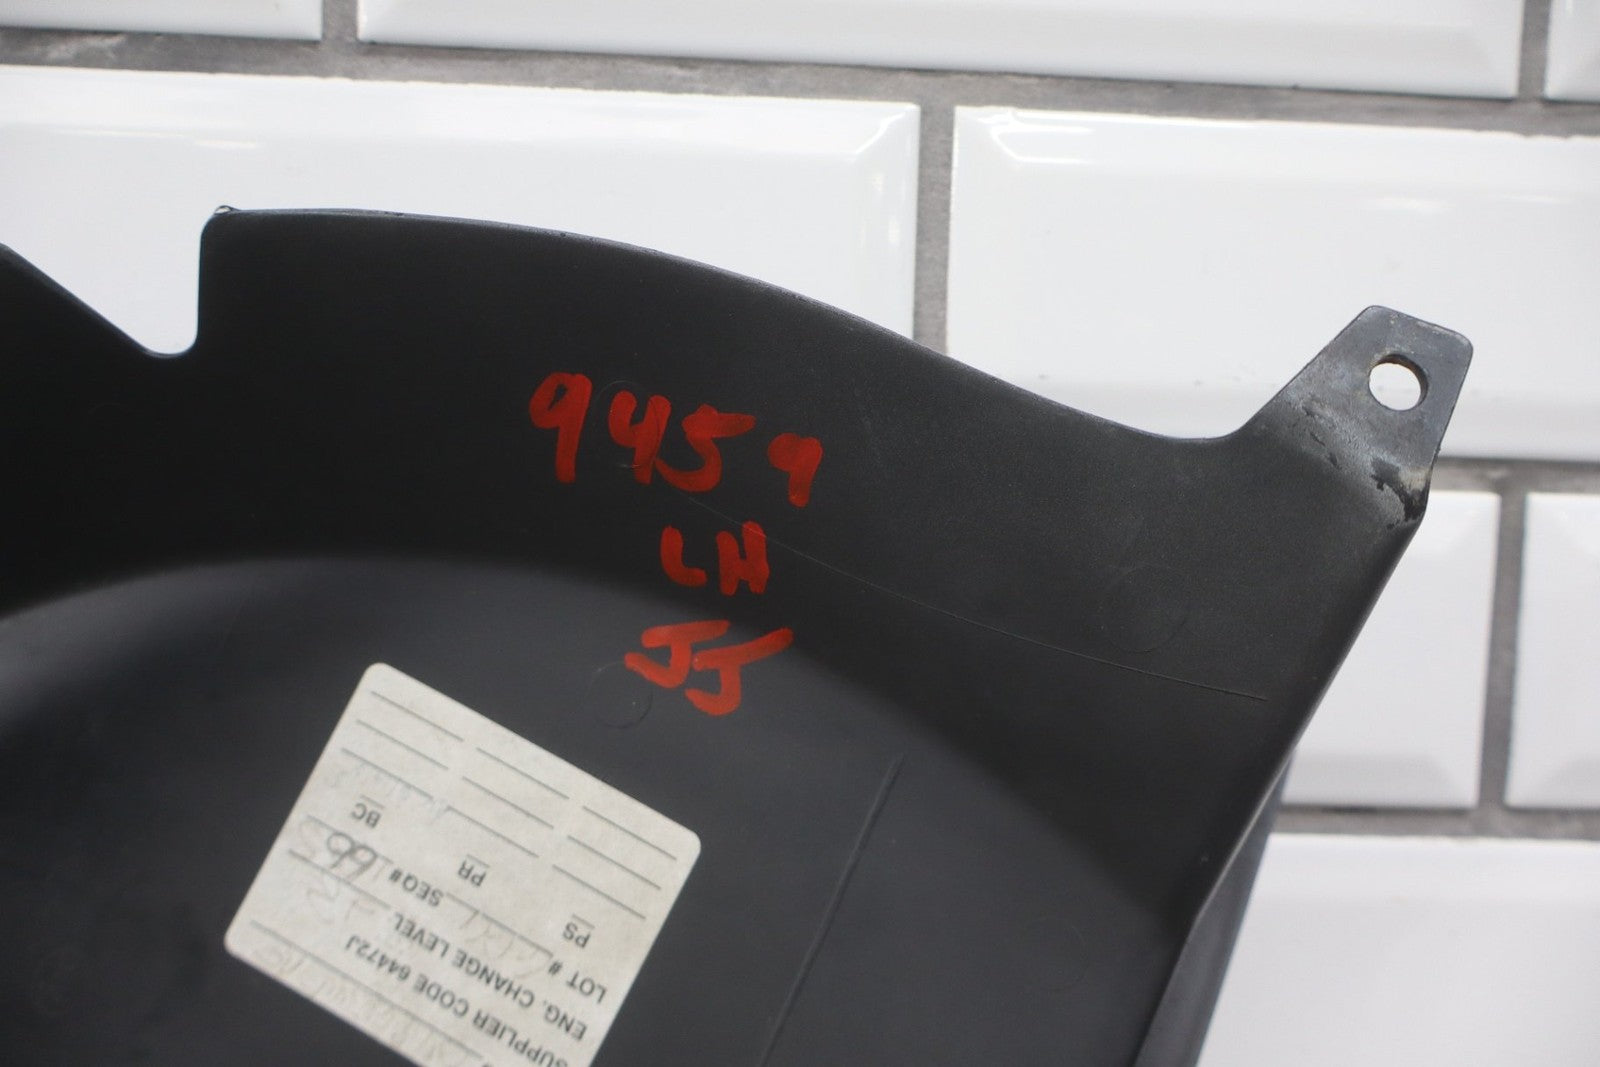 9459
LH
JJ
BC
PR
PS
SEQ#
LOT #
ENG. CHANGE LEVEL
SUPPLIER CODE 64472J